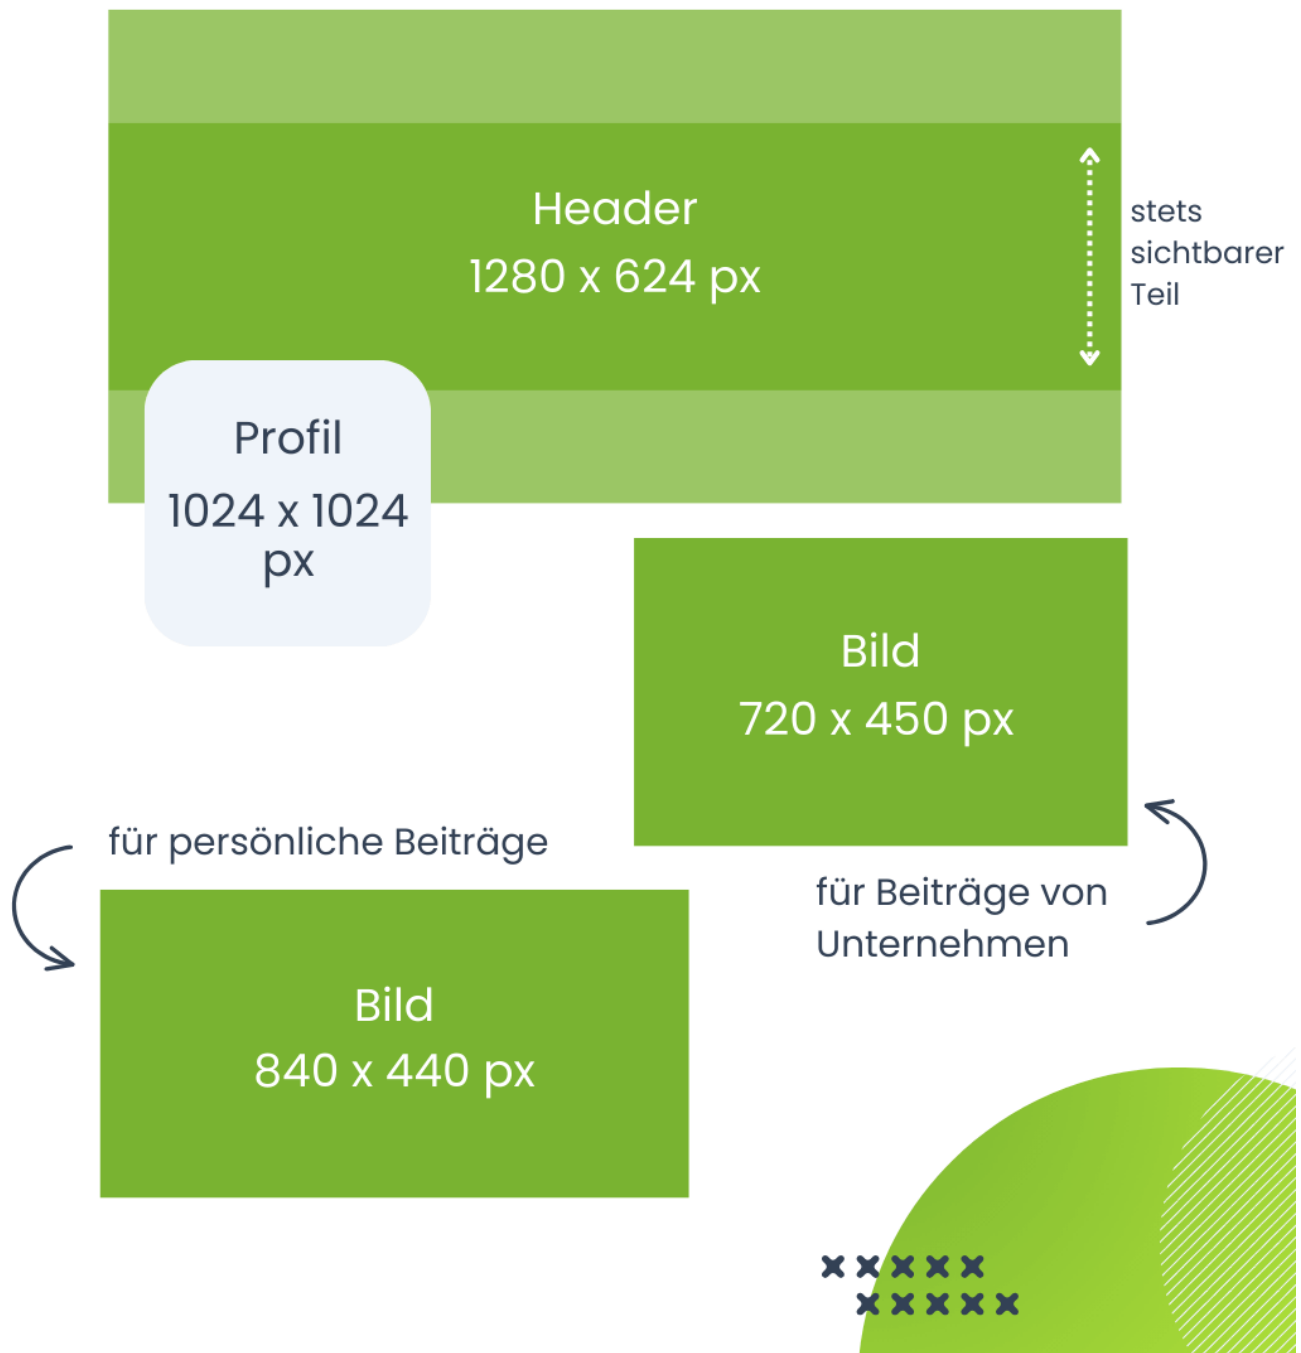 Header
1280 x 624 px
stets
sichtbarer
Teil
Profil
1024 x 1024
px
Bild
720 x 450 px
für Beiträge von
Unternehmen
für persönliche Beiträge
Bild
840 x 440 px